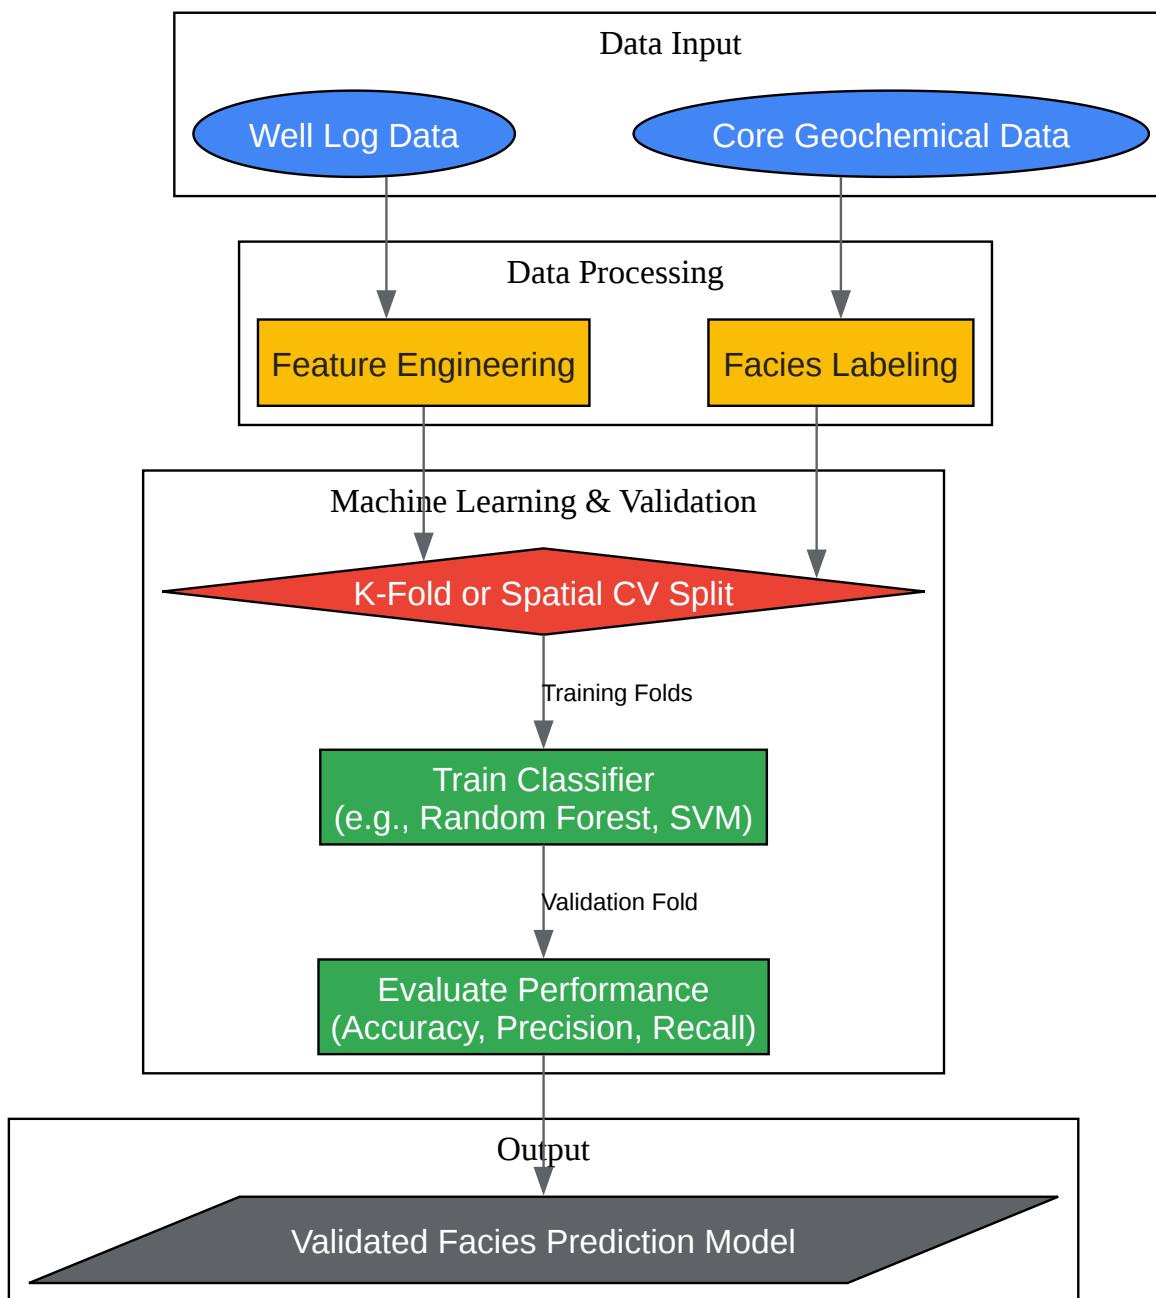 Data Input
Well Log Data
Core Geochemical Data
Data Processing
Feature Engineering
Facies Labeling
Machine Learning & Validation
K-Fold or Spatial CV Split
Training Folds
Train Classifier
(e.g., Random Forest, SVM)
Validation Fold
Evaluate Performance
(Accuracy, Precision, Recall)
Output
Validated Facies Prediction Model